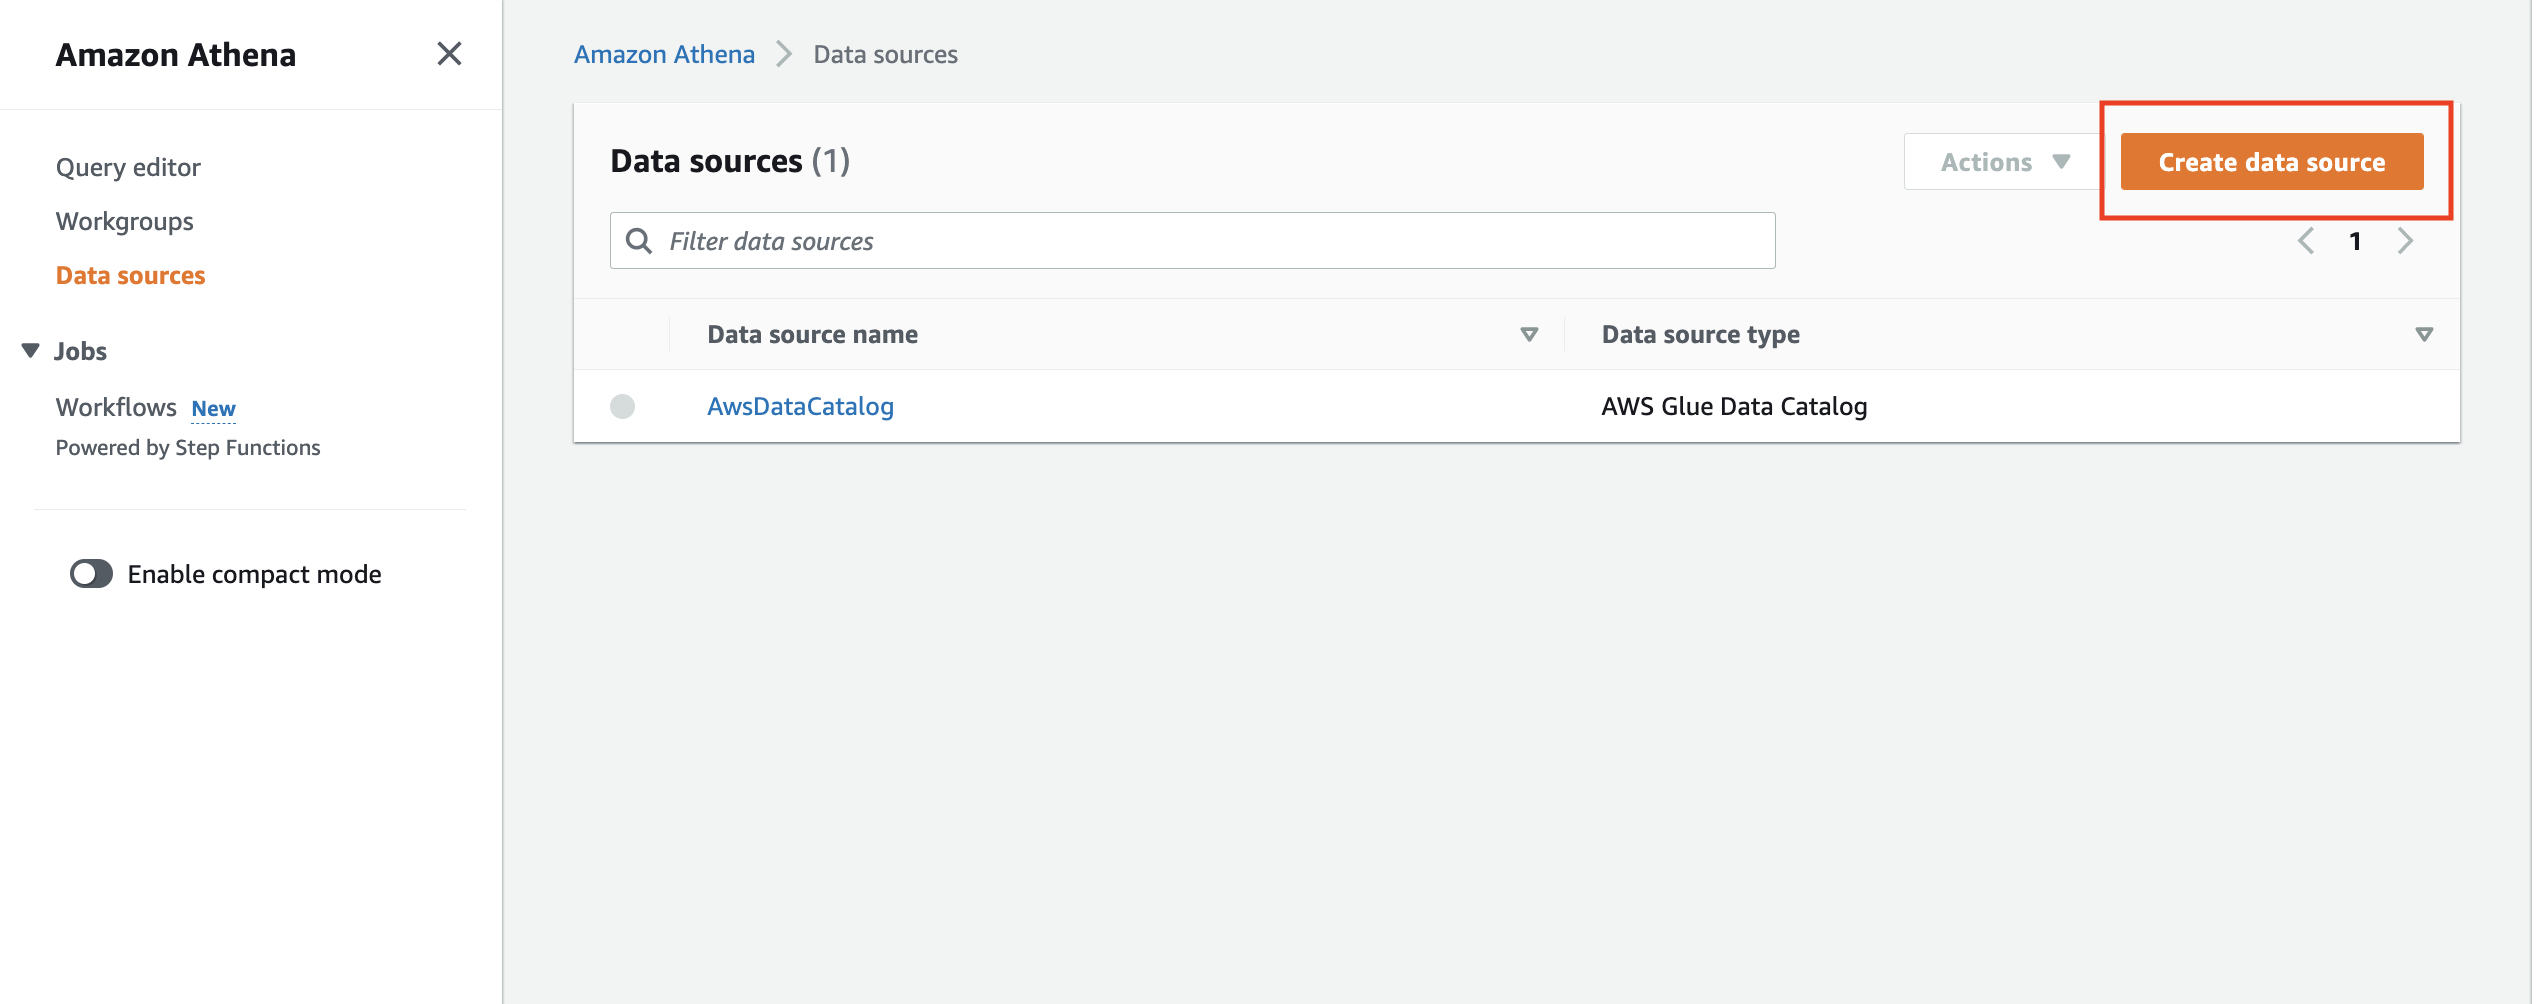 Amazon Athena
Query editor
Workgroups
Data sources
Jobs
Workflows New
Powered by Step Functions
Enable compact mode
Amazon Athena Data sources
Data sources (1)
Actions
Create data source
Filter data sources
1
Data source name
Data source type
AwsDataCatalog
AWS Glue Data Catalog